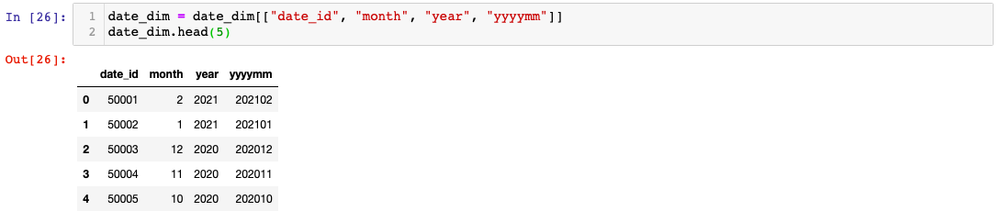 In [26]: 1 date_dim = date_dim[["date_id", "month", "year", "yyyymm"]]
2 date_dim.head(5)
Out[26]:
date_id month year yyyymm
0 50001 2 2021 202102
1 50002 1 2021 202101
2 50003 12 2020 202012
3 50004 11 2020 202011
4 50005 10 2020 202010